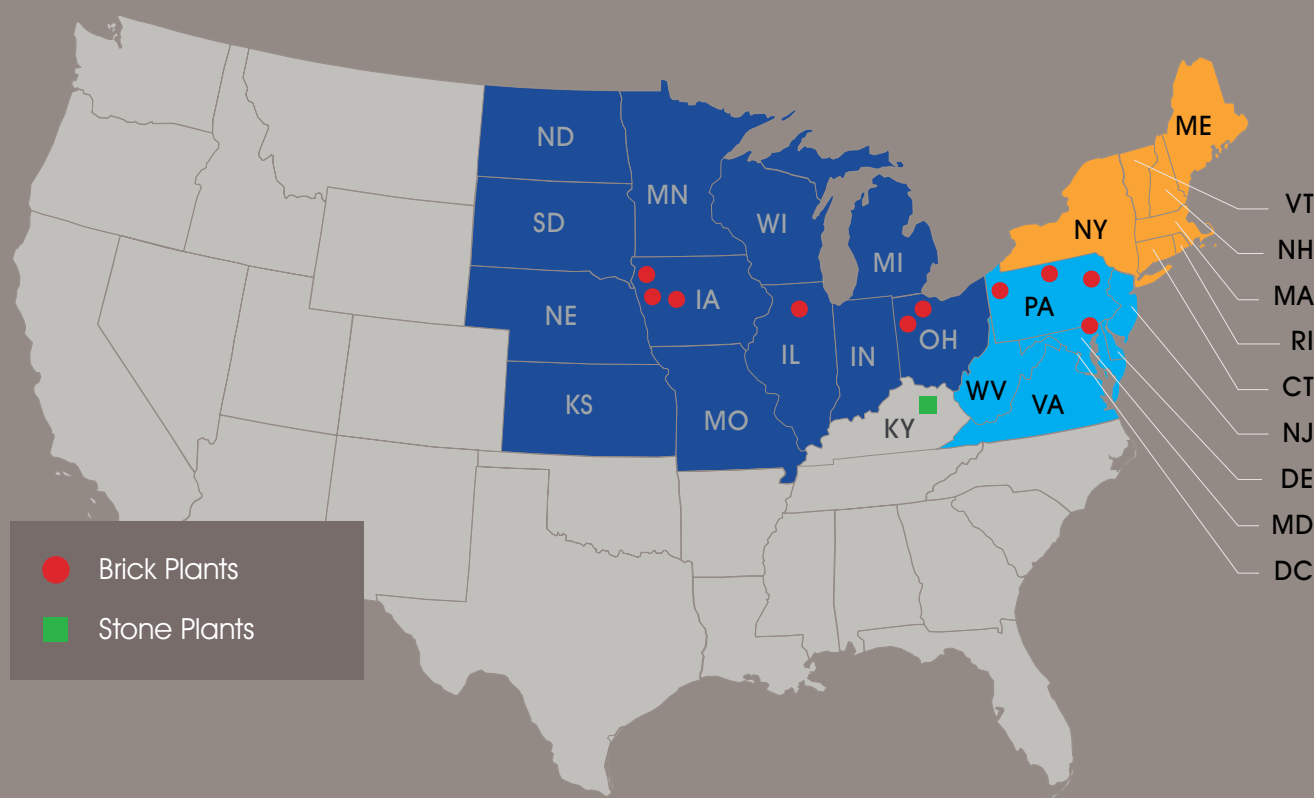 ND
MN
SD
WI
MI
NE
IA
IL
IN
OH
KS
MO
KY
WV
VA
PA
NY
ME
VT
NH
MA
RI
CT
NJ
DE
MD
DC
Brick Plants
Stone Plants